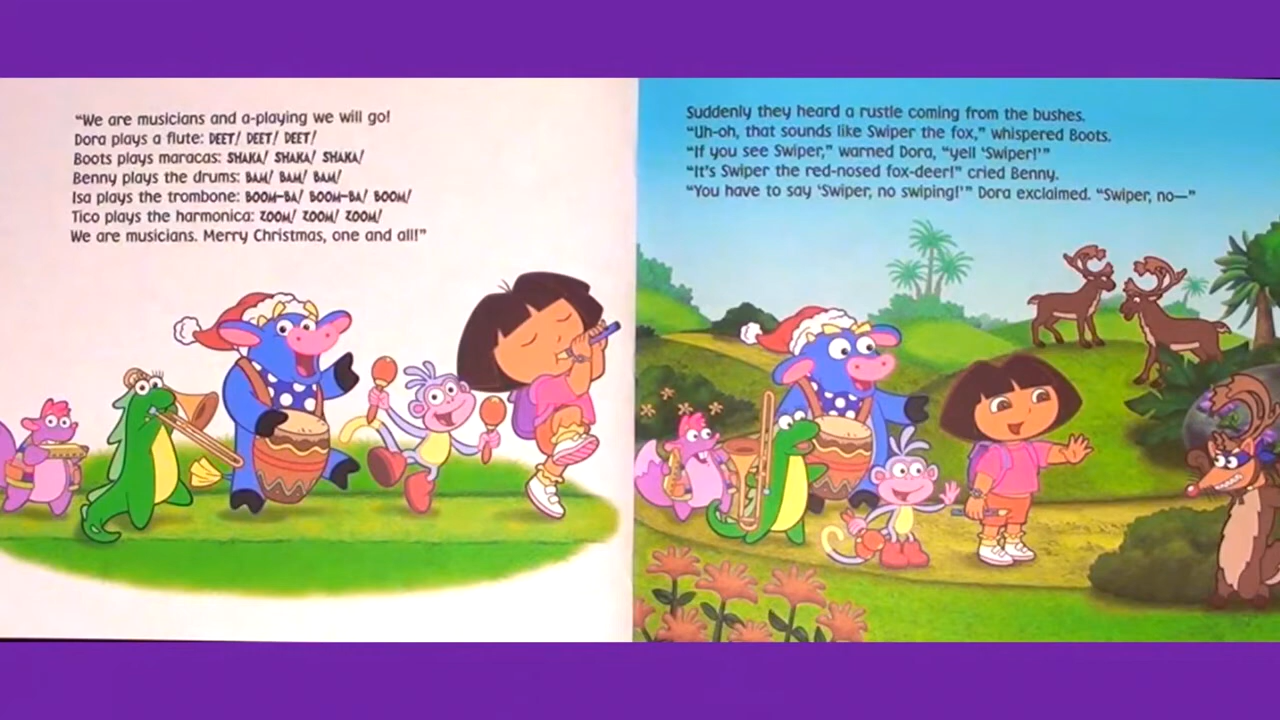 “We are musicians and a-playing we will go!
Dora plays a flute: DEET! DEET! DEET!
Boots plays maracas: SHAKA! SHAKA! SHAKA!
Benny plays the drums: BAM! BAM! BAM!
Isa plays the trombone: BOOM-BA! BOOM-BA! BOOM!
Tico plays the harmonica: ZOOM! ZOOM! ZOOM!
We are musicians. Merry Christmas, one and all!”
Suddenly they heard a rustle coming from the bushes.
“Uh-oh, that sounds like Swiper the fox,” whispered Boots.
“If you see Swiper,” warned Dora, “yell ‘Swiper!’”
“It’s Swiper the red-nosed fox-deer!” cried Benny.
“You have to say ‘Swiper, no swiping!’” Dora exclaimed. “Swiper, no—”